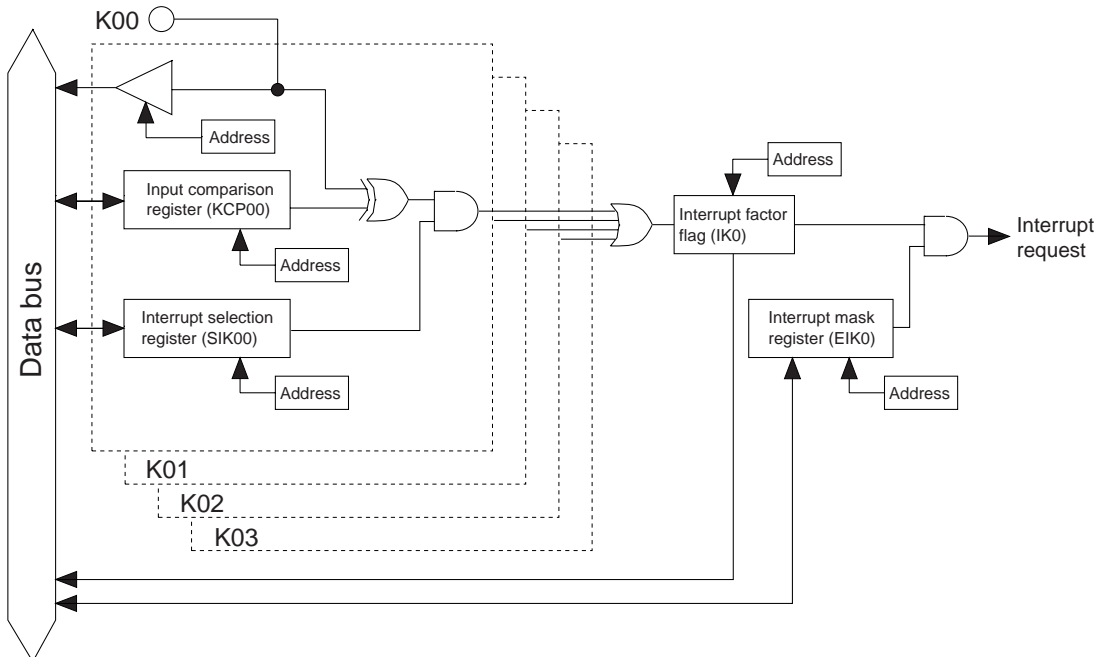 K00
Address
Input comparison
register (KCP00)
Address
Interrupt selection
register (SIK00)
Address
Data bus
K01
K02
K03
Address
Interrupt factor
flag (IK0)
Interrupt
request
Interrupt mask
register (EIK0)
Address